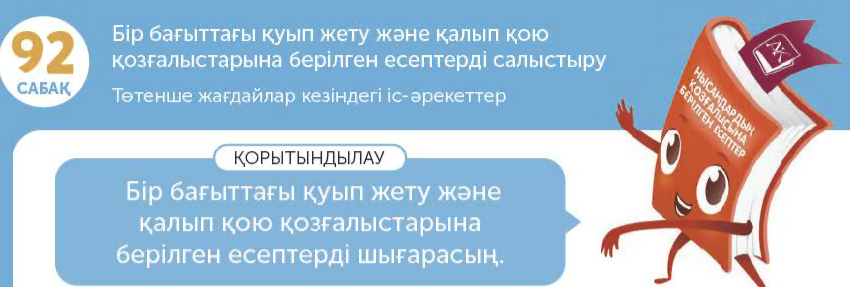 92
САБАҚ
Бір бағыттағы қуып жету және қалып қою
қозғалыстарына берілген есептерді салыстыру
Төтенше жағдайлар кезіндегі іс-әрекеттер
НЫСАНДАРДЫҢ
ҚОЗҒАЛЫСЫНА
БЕРІЛГЕН ЕСЕПТЕР
ҚОРЫТЫНДЫЛАУ
Бір бағыттағы қуып жету және
қалып қою қозғалыстарына
берілген есептерді шығарасың.